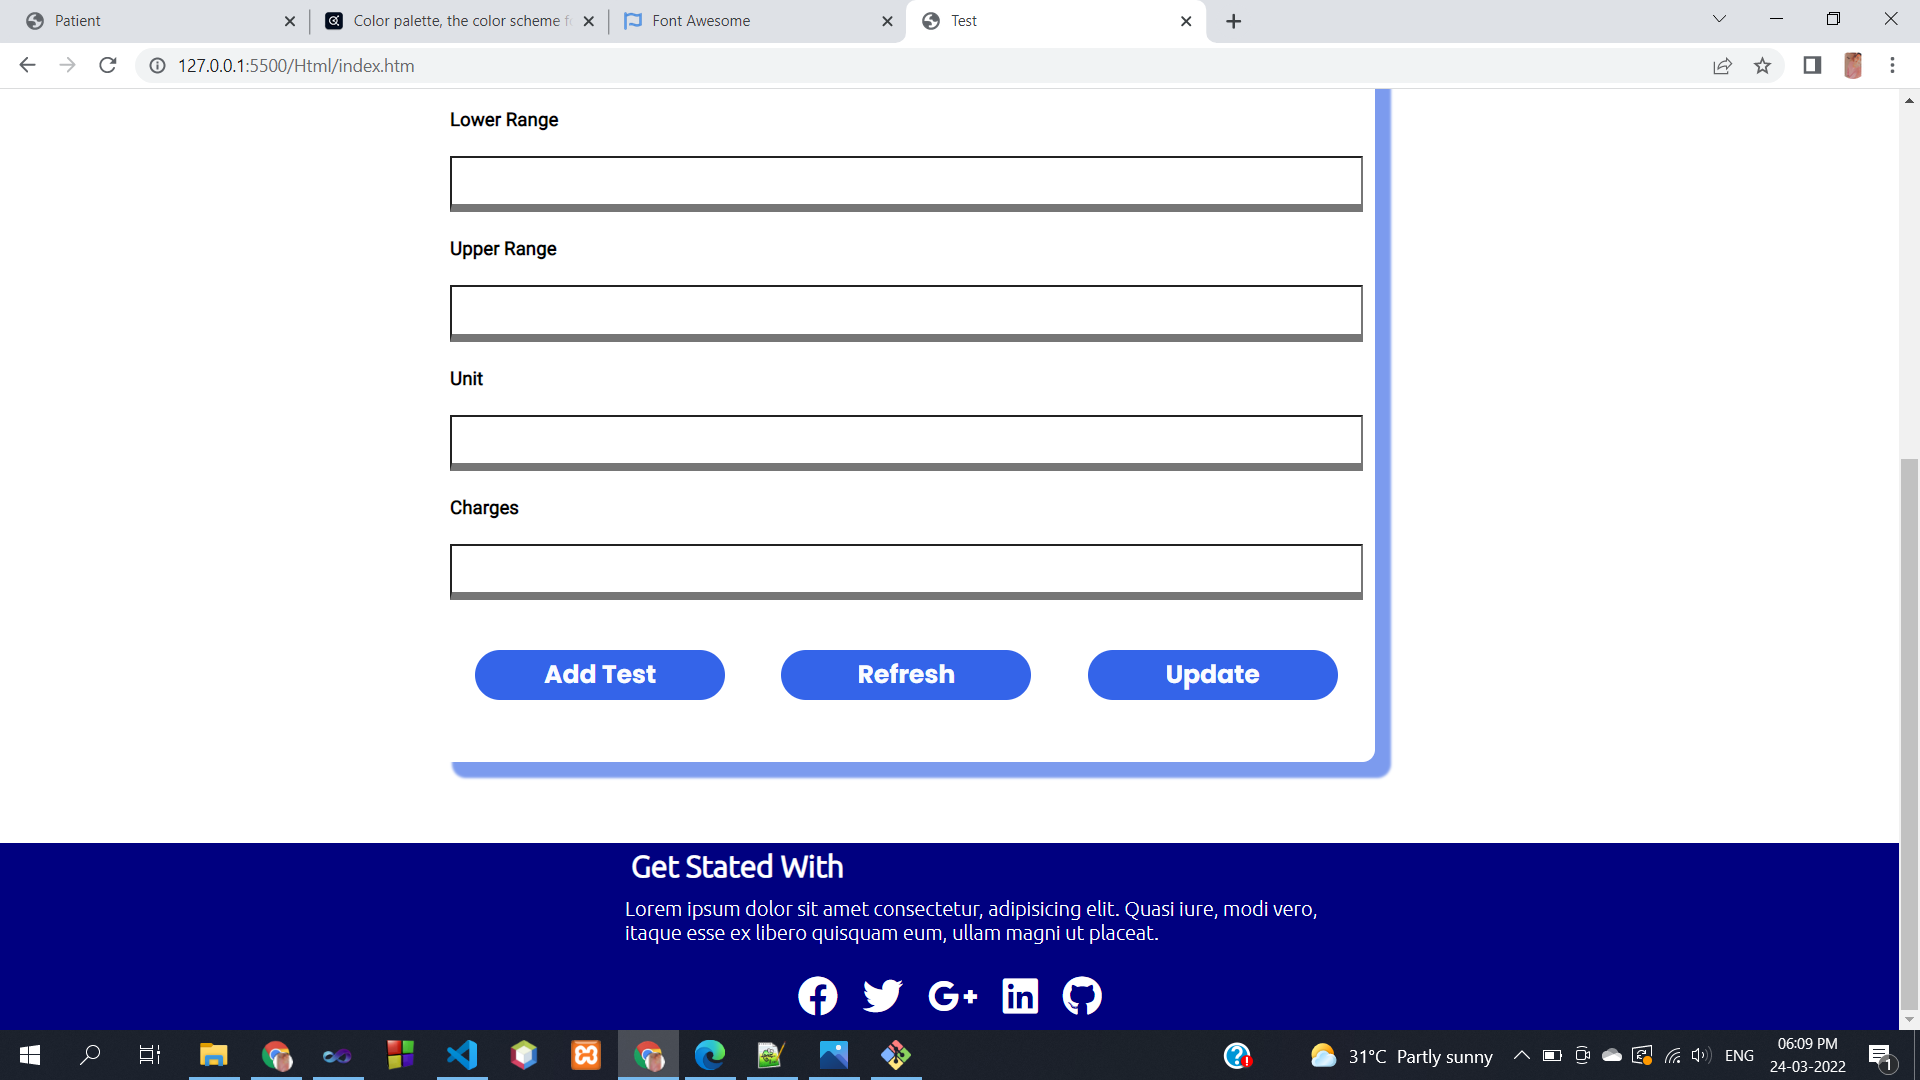 Patient
Color palette, the color scheme f
Font Awesome
Test
127.0.0.1:5500/Html/index.htm
Lower Range
Upper Range
Unit
Charges
Add Test
Refresh
Update
Get Stated With
Lorem ipsum dolor sit amet consectetur, adipisicing elit. Quasi iure, modi vero,
itaque esse ex libero quisquam eum, ullam magni ut placeat.
31°C Partly sunny
ENG
06:09 PM
24-03-2022
1